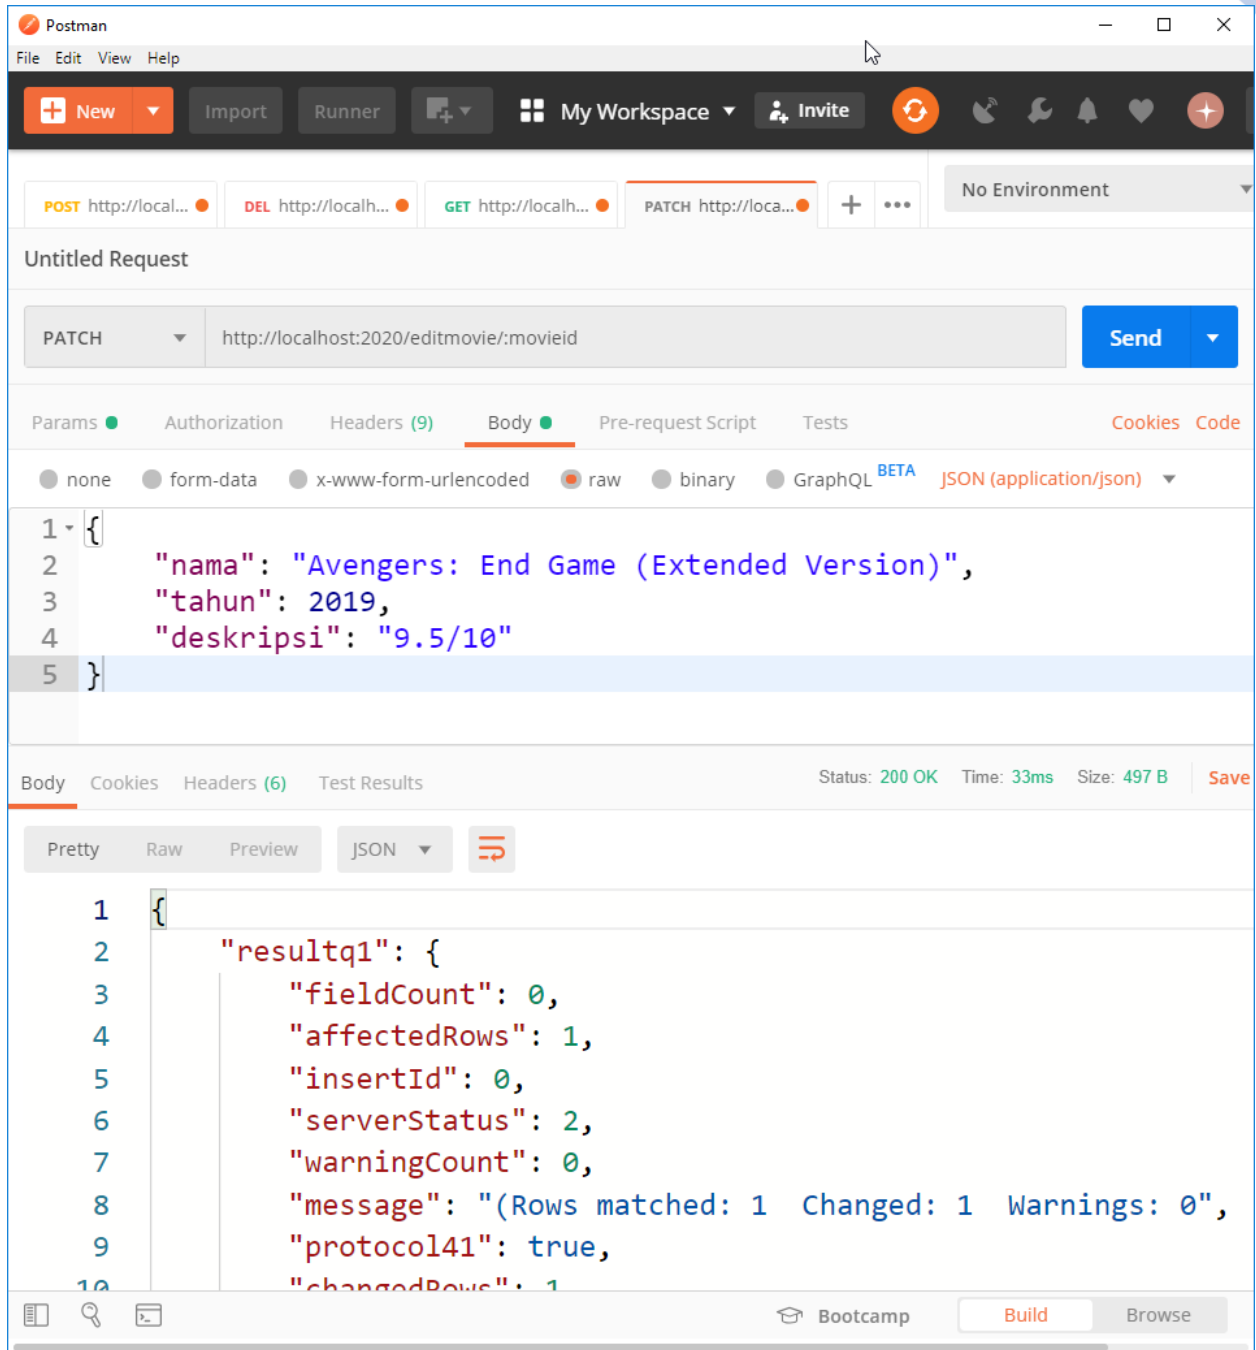 Postman
File Edit View Help
New Import Runner My Workspace Invite
POST http://local... DEL http://localh... GET http://localh... PATCH http://loca... + ••• No Environment
Untitled Request
PATCH http://localhost:2020/editmovie/:movieid Send
Params Authorization Headers (9) Body Pre-request Script Tests Cookies Code
none form-data x-www-form-urlencoded raw binary GraphQL BETA JSON (application/json)
1 {
2 "nama": "Avengers: End Game (Extended Version)",
3 "tahun": 2019,
4 "deskripsi": "9.5/10"
5 }
Body Cookies Headers (6) Test Results Status: 200 OK Time: 33ms Size: 497 B Save
Pretty Raw Preview JSON
1 {
2 "resultq1": {
3 "fieldCount": 0,
4 "affectedRows": 1,
5 "insertId": 0,
6 "serverStatus": 2,
7 "warningCount": 0,
8 "message": "(Rows matched: 1  Changed: 1  Warnings: 0",
9 "protocol41": true,
10 "changedRows": 1
Bootcamp Build Browse